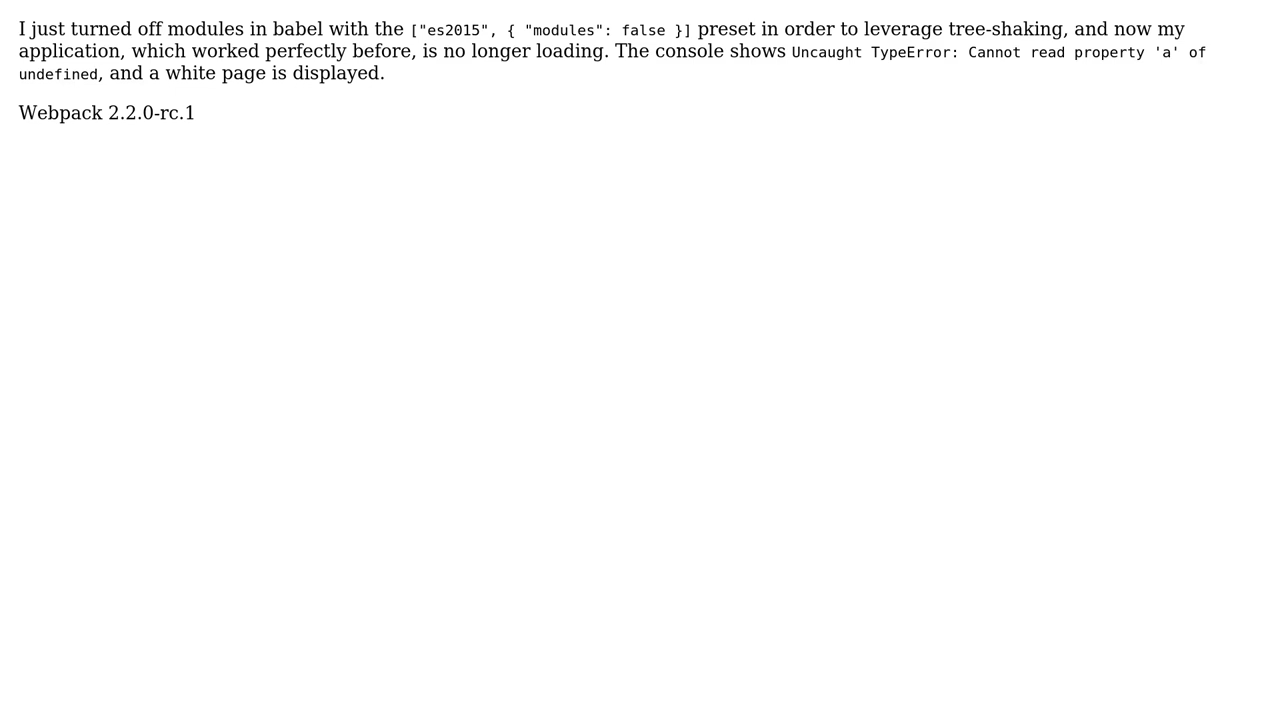 I just turned off modules in babel with the ["es2015", { "modules": false }] preset in order to leverage tree-shaking, and now my
application, which worked perfectly before, is no longer loading. The console shows Uncaught TypeError: Cannot read property 'a' of
undefined, and a white page is displayed.
Webpack 2.2.0-rc.1